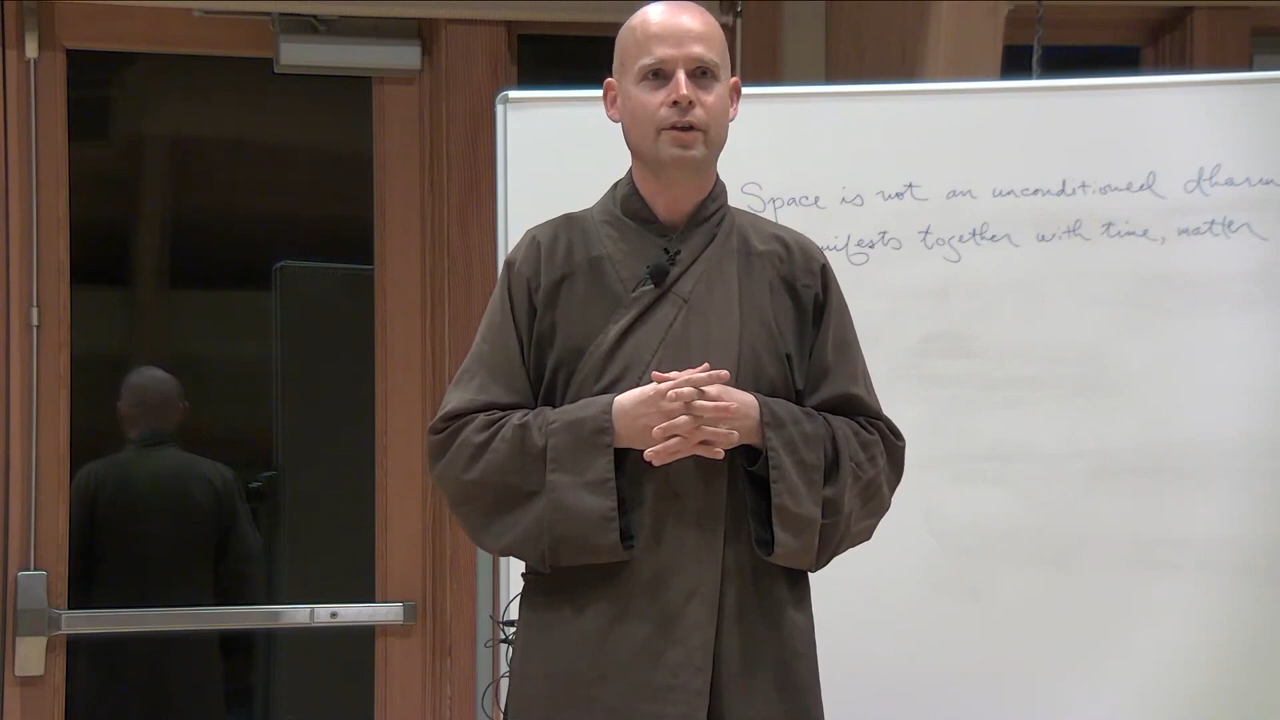 Space is not an unconditioned
together with time, matter